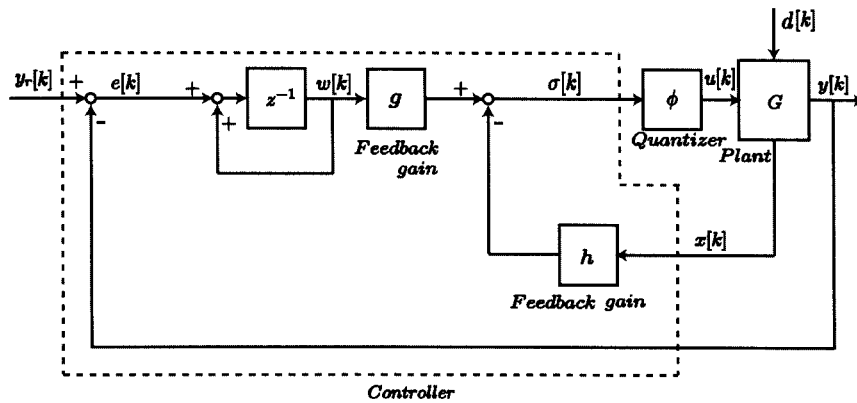 d[k]
y_r[k] + e[k] + z⁻¹ w[k] g + σ[k] ϕ u[k] G y[k]
- + -
Feedback gain
Quantizer
Plant
h x[k]
Feedback gain
Controller